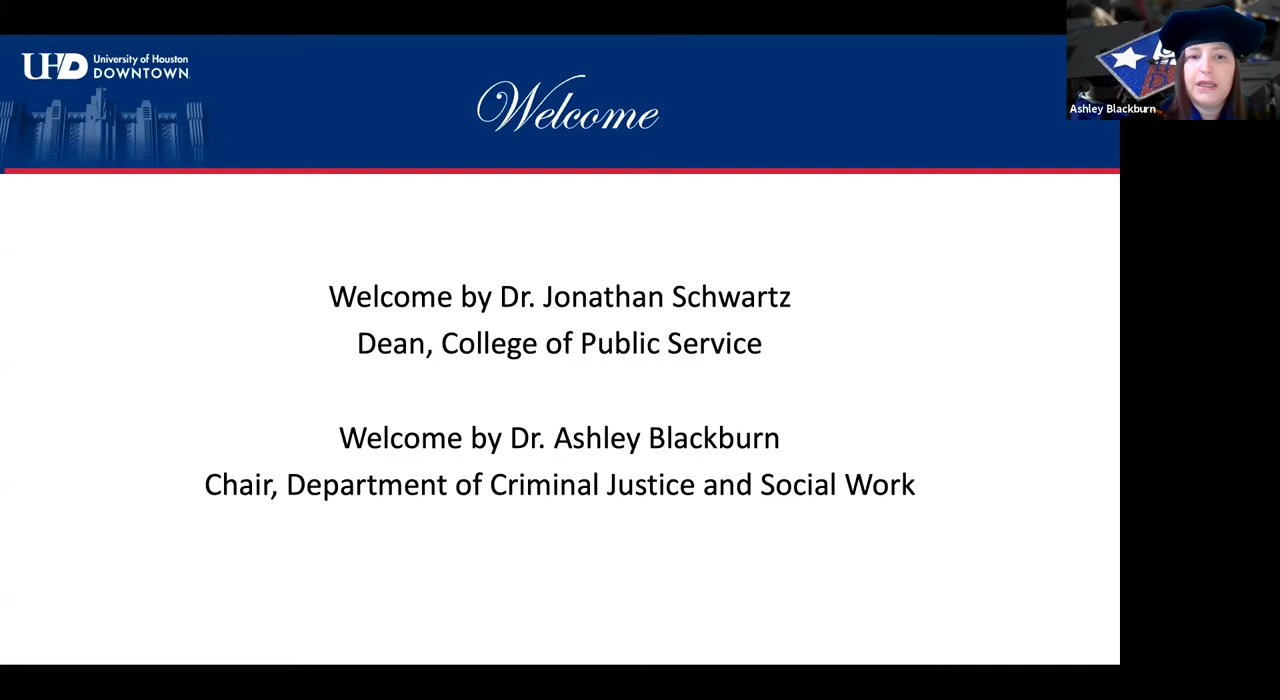 UHD University of Houston
DOWNTOWN
Welcome
Ashley Blackburn
Welcome by Dr. Jonathan Schwartz
Dean, College of Public Service
Welcome by Dr. Ashley Blackburn
Chair, Department of Criminal Justice and Social Work